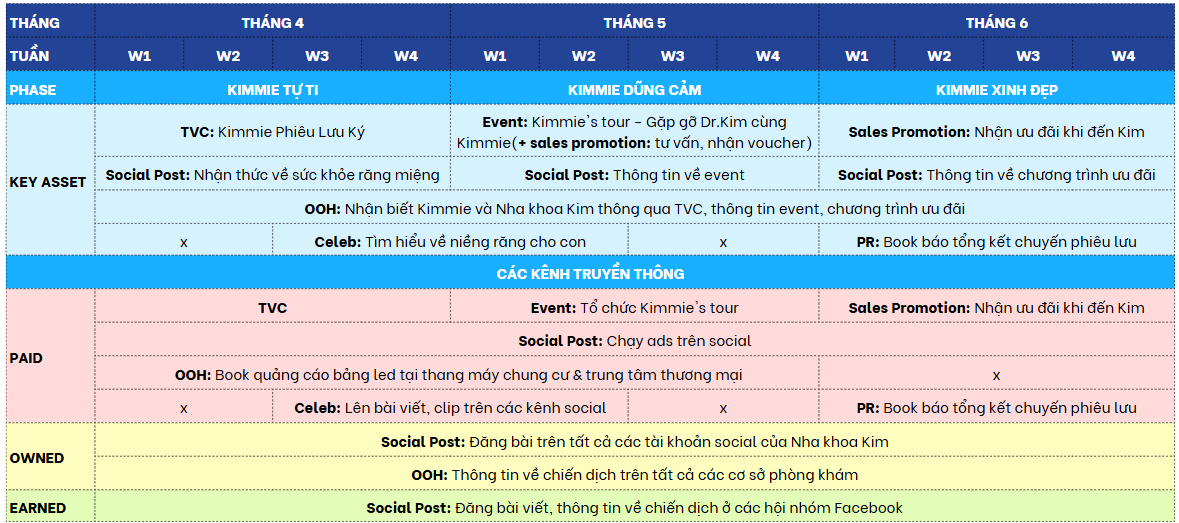 THÁNG THÁNG 4 THÁNG 5 THÁNG 6
TUẦN W1 W2 W3 W4 W1 W2 W3 W4 W1 W2 W3 W4
PHASE KIMMIE TỰ TI KIMMIE DŨNG CẢM KIMMIE XINH ĐẸP
KEY ASSET
TVC: Kimmie Phiêu Lưu Ký
Event: Kimmie's tour - Gặp gỡ Dr.Kim cùng
Kimmie(+ sales promotion: tư vấn, nhận voucher)
Sales Promotion: Nhận ưu đãi khi đến Kim
Social Post: Nhận thức về sức khỏe răng miệng
Social Post: Thông tin về event
Social Post: Thông tin về chương trình ưu đãi
OOH: Nhận biết Kimmie và Nha khoa Kim thông qua TVC, thông tin event, chương trình ưu đãi
x
Celeb: Tìm hiểu về niềng răng cho con
x
PR: Book báo tổng kết chuyến phiêu lưu
CÁC KÊNH TRUYỀN THÔNG
PAID
TVC
Event: Tổ chức Kimmie's tour
Sales Promotion: Nhận ưu đãi khi đến Kim
Social Post: Chạy ads trên social
OOH: Book quảng cáo bảng led tại thang máy chung cư & trung tâm thương mại
x
x
Celeb: Lên bài viết, clip trên các kênh social
x
PR: Book báo tổng kết chuyến phiêu lưu
OWNED
Social Post: Đăng bài trên tất cả các tài khoản social của Nha khoa Kim
OOH: Thông tin về chiến dịch trên tất cả các cơ sở phòng khám
EARNED
Social Post: Đăng bài viết, thông tin về chiến dịch ở các hội nhóm Facebook